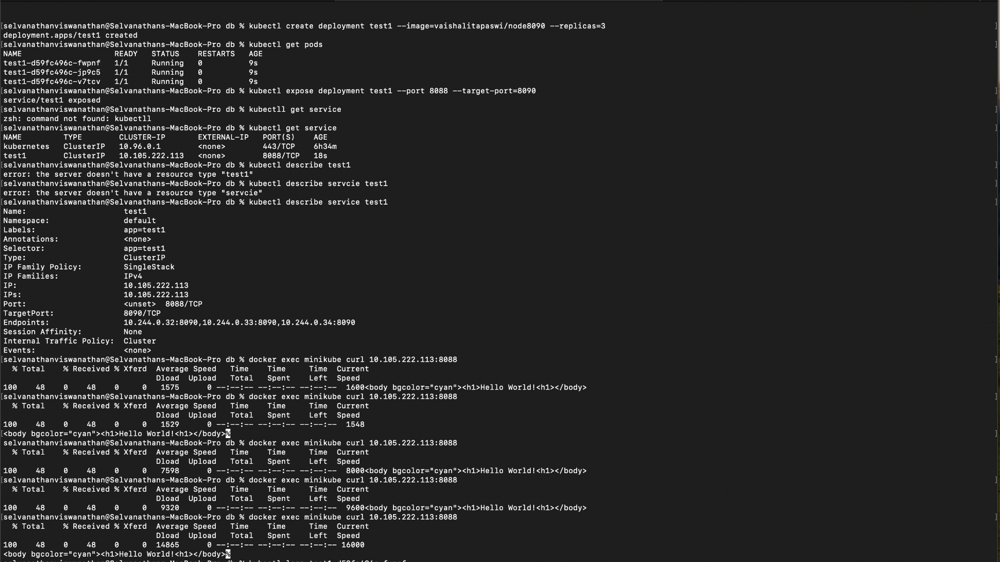 [selvanathanviswanathan@Selvanathans-MacBook-Pro db % kubectl create deployment test1 --image=vaishalitapaswi/node8090 --replicas=3 ]
deployment.apps/test1 created
[selvanathanviswanathan@Selvanathans-MacBook-Pro db % kubectl get pods ]
NAME READY STATUS RESTARTS AGE
test1-d59fc496c-fwpnf 1/1 Running 0 9s
test1-d59fc496c-jp9c5 1/1 Running 0 9s
test1-d59fc496c-v7tcv 1/1 Running 0 9s
[selvanathanviswanathan@Selvanathans-MacBook-Pro db % kubectl expose deployment test1 --port 8088 --target-port=8090 ]
service/test1 exposed
[selvanathanviswanathan@Selvanathans-MacBook-Pro db % kubectll get service ]
zsh: command not found: kubectll
[selvanathanviswanathan@Selvanathans-MacBook-Pro db % kubectl get service ]
NAME TYPE CLUSTER-IP EXTERNAL-IP PORT(S) AGE
kubernetes ClusterIP 10.96.0.1 <none> 443/TCP 6h34m
test1 ClusterIP 10.105.222.113 <none> 8088/TCP 18s
[selvanathanviswanathan@Selvanathans-MacBook-Pro db % kubectl describe test1 ]
error: the server doesn't have a resource type "test1"
[selvanathanviswanathan@Selvanathans-MacBook-Pro db % kubectl describe servcie test1 ]
error: the server doesn't have a resource type "servcie"
[selvanathanviswanathan@Selvanathans-MacBook-Pro db % kubectl describe service test1 ]
Name: test1
Namespace: default
Labels: app=test1
Annotations: <none>
Selector: app=test1
Type: ClusterIP
IP Family Policy: SingleStack
IP Families: IPv4
IP: 10.105.222.113
IPs: 10.105.222.113
Port: <unset> 8088/TCP
TargetPort: 8090/TCP
Endpoints: 10.244.0.32:8090,10.244.0.33:8090,10.244.0.34:8090
Session Affinity: None
Internal Traffic Policy: Cluster
Events: <none>
[selvanathanviswanathan@Selvanathans-MacBook-Pro db % docker exec minikube curl 10.105.222.113:8088 ]
% Total % Received % Xferd Average Speed Time Time Time Current
Dload Upload Total Spent Left Speed
100 48 0 48 0 0 1575 0 --:--:-- --:--:-- --:--:-- 1600<body bgcolor="cyan"><h1>Hello World!<h1></body>
[selvanathanviswanathan@Selvanathans-MacBook-Pro db % docker exec minikube curl 10.105.222.113:8088 ]
% Total % Received % Xferd Average Speed Time Time Time Current
Dload Upload Total Spent Left Speed
100 48 0 48 0 0 1529 0 --:--:-- --:--:-- --:--:-- 1548
[<body bgcolor="cyan"><h1>Hello World!<h1></body>% ]
selvanathanviswanathan@Selvanathans-MacBook-Pro db % docker exec minikube curl 10.105.222.113:8088
% Total % Received % Xferd Average Speed Time Time Time Current
Dload Upload Total Spent Left Speed
100 48 0 48 0 0 7598 0 --:--:-- --:--:-- --:--:-- 8000<body bgcolor="cyan"><h1>Hello World!<h1></body>
[selvanathanviswanathan@Selvanathans-MacBook-Pro db % docker exec minikube curl 10.105.222.113:8088 ]
% Total % Received % Xferd Average Speed Time Time Time Current
Dload Upload Total Spent Left Speed
100 48 0 48 0 0 9320 0 --:--:-- --:--:-- --:--:-- 9600<body bgcolor="cyan"><h1>Hello World!<h1></body>
[selvanathanviswanathan@Selvanathans-MacBook-Pro db % docker exec minikube curl 10.105.222.113:8088 ]
% Total % Received % Xferd Average Speed Time Time Time Current
Dload Upload Total Spent Left Speed
100 48 0 48 0 0 14865 0 --:--:-- --:--:-- --:--:-- 16000
<body bgcolor="cyan"><h1>Hello World!<h1></body>%